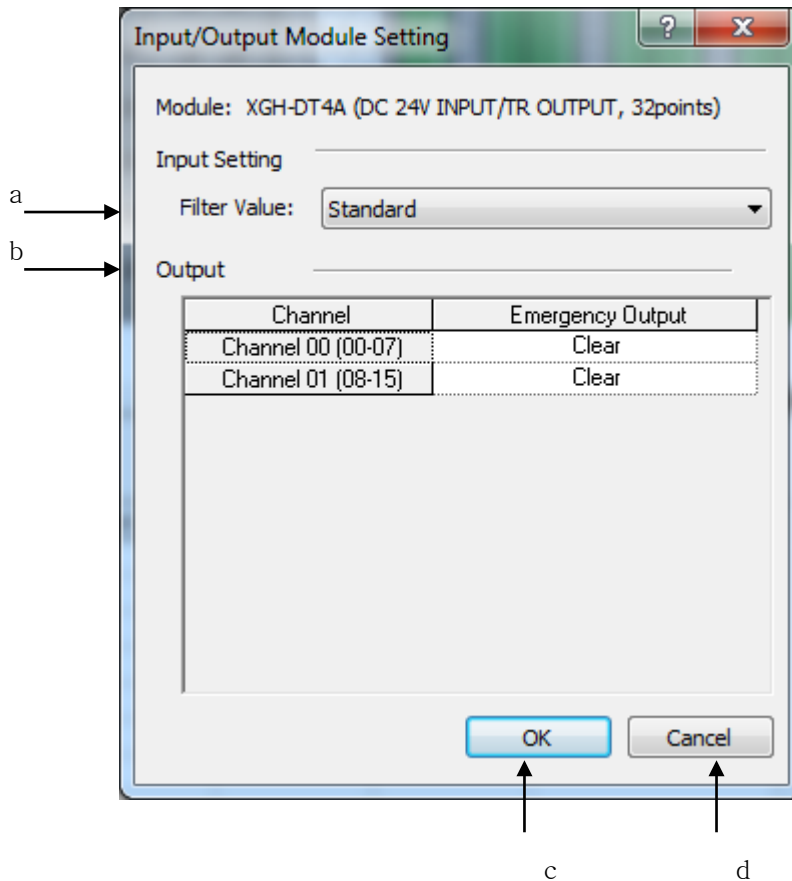 Input/Output Module Setting
?
x
Module: XGH-DT4A (DC 24V INPUT/TR OUTPUT, 32points)
Input Setting
a
Filter Value: Standard
b
Output
Channel Emergency Output
Channel 00 (00-07) Clear
Channel 01 (08-15) Clear
OK Cancel
c d